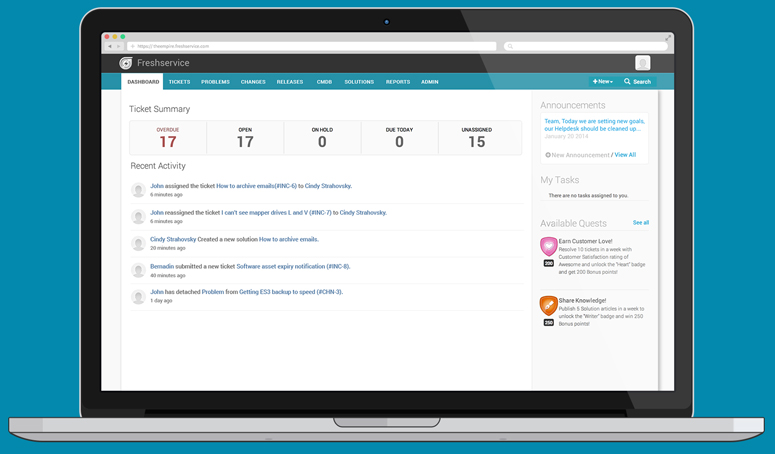 https://freempire.freshservice.com
Freshservice
DASHBOARD TICKETS PROBLEMS CHANGES RELEASES CMDB SOLUTIONS REPORTS ADMIN
+New Search
Ticket Summary
OVERDUE OPEN ON HOLD DUE TODAY UNASSIGNED
17 17 0 0 15
Recent Activity
John assigned the ticket How to archive emails(#INC-6) to Cindy Strahovsky.
6 minutes ago
John reassigned the ticket I can't see mapper drives L and V (#INC-7) to Cindy Strahovsky.
6 minutes ago
Cindy Strahovsky Created a new solution How to archive emails.
20 minutes ago
Bernadin submitted a new ticket Software asset expiry notification (#INC-8).
40 minutes ago
John has detached Problem from Getting ES3 backup to speed (#CHN-3).
1 day ago
Announcements
Team, Today we are setting new goals,
our Helpdesk should be cleaned up...
January 20 2014
New Announcement / View All
My Tasks
There are no tasks assigned to you.
Available Quests See all
Earn Customer Love!
Resolve 10 tickets in a week with
Customer Satisfaction rating of
Awesome and unlock the "Heart" badge
and get 200 Bonus points!
200
Share Knowledge!
Publish 5 Solution articles in a week to
unlock the "Writer" badge and win 250
Bonus points!
250